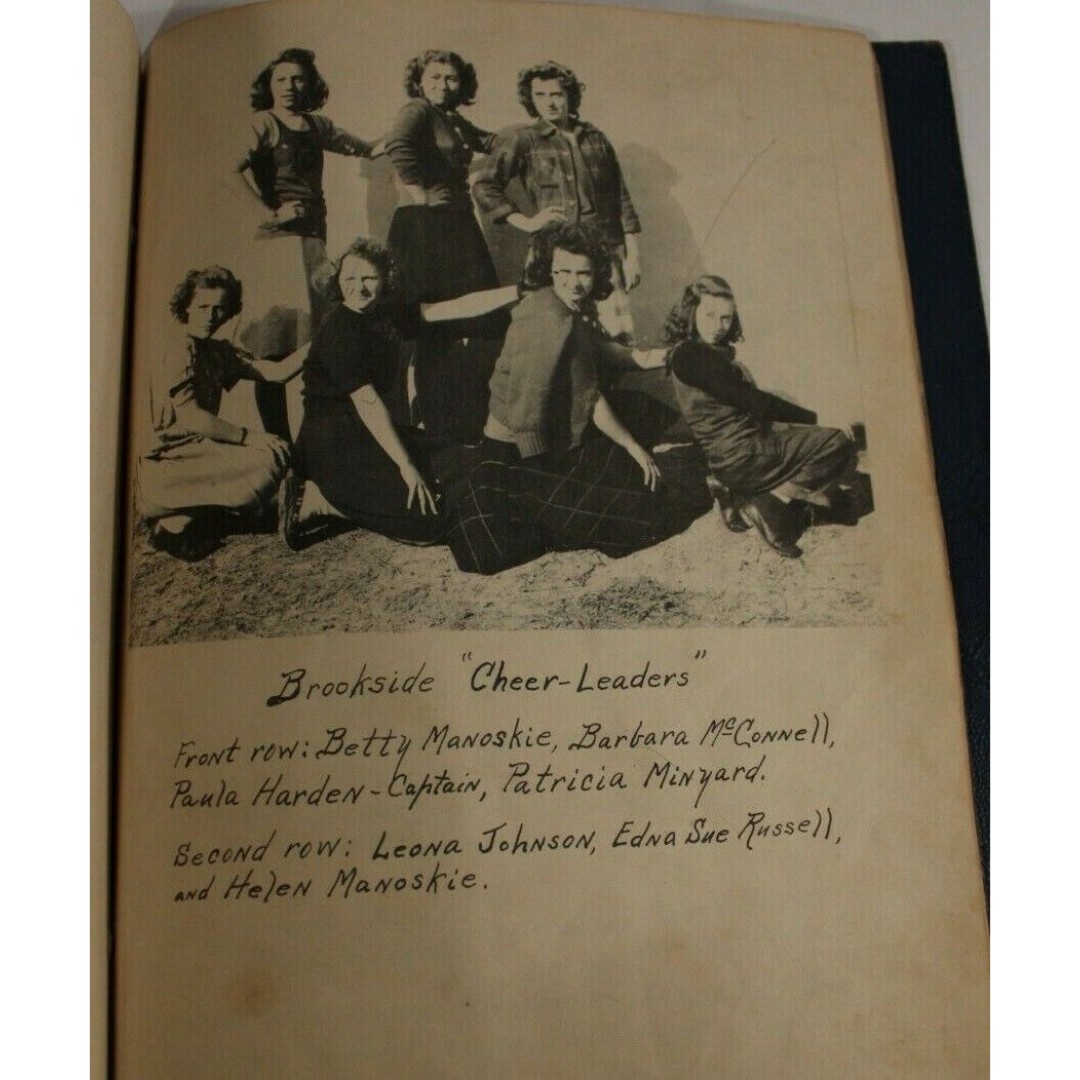 Brookside "Cheer-Leaders"
Front row: Betty Manoskie, Barbara McConnell,
Paula Harden - Captain, Patricia Minyard.
Second row: Leona Johnson, Edna Sue Russell,
and Helen Manoskie.